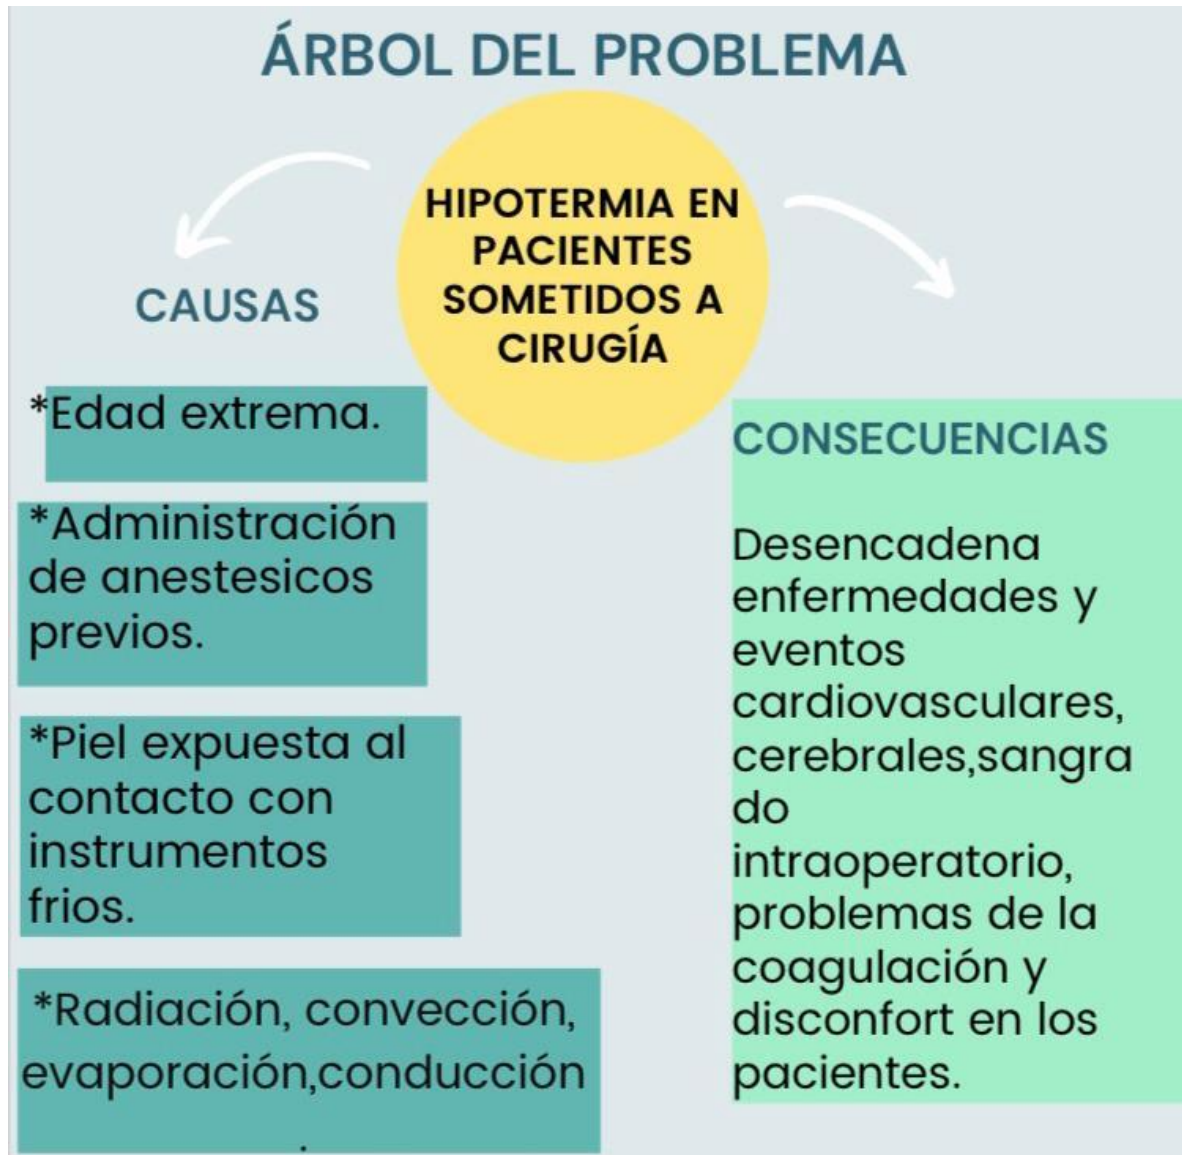 ÁRBOL DEL PROBLEMA
HIPOTERMIA EN
PACIENTES
SOMETIDOS A
CIRUGÍA
CAUSAS
*Edad extrema.
*Administración
de anestesicos
previos.
*Piel expuesta al
contacto con
instrumentos
frios.
*Radiación, convección,
evaporación,conducción
.
CONSECUENCIAS
Desencadena
enfermedades y
eventos
cardiovasculares,
cerebrales,sangra
do
intraoperatorio,
problemas de la
coagulación y
disconfort en los
pacientes.